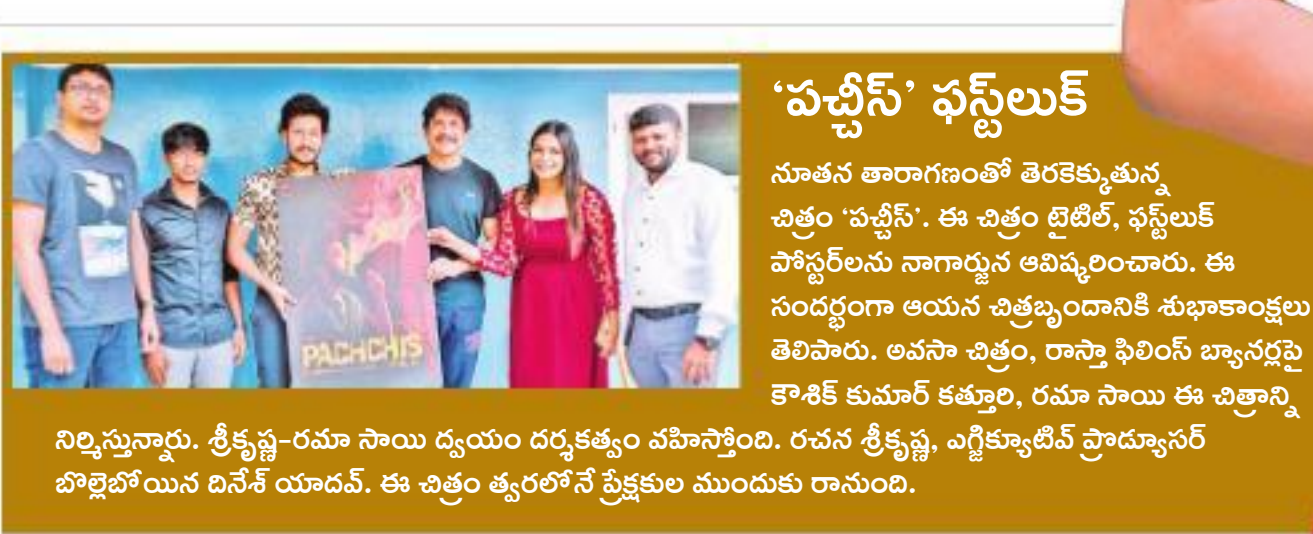 PACHCHIS
‘పచ్చీస్’ ఫస్ట్‌లుక్
నూతన తారాగణంతో తెరకెక్కుతున్న
చిత్రం ‘పచ్చీస్’. ఈ చిత్రం టైటిల్, ఫస్ట్‌లుక్
పోస్టర్‌లను నాగార్జున ఆవిష్కరించారు. ఈ
సందర్భంగా ఆయన చిత్రబృందానికి శుభాకాంక్షలు
తెలిపారు. అవసా చిత్రం, రాస్తా ఫిలింస్ బ్యానర్లపై
కౌశిక్ కుమార్ కత్తూరి, రమా సాయి ఈ చిత్రాన్ని
నిర్మిస్తున్నారు. శ్రీకృష్ణ-రమా సాయి ద్వయం దర్శకత్వం వహిస్తోంది. రచన శ్రీకృష్ణ, ఎగ్జిక్యూటివ్ ప్రొడ్యూసర్
బొల్లెబోయిన దినేశ్ యాదవ్. ఈ చిత్రం త్వరలోనే ప్రేక్షకుల ముందుకు రానుంది.